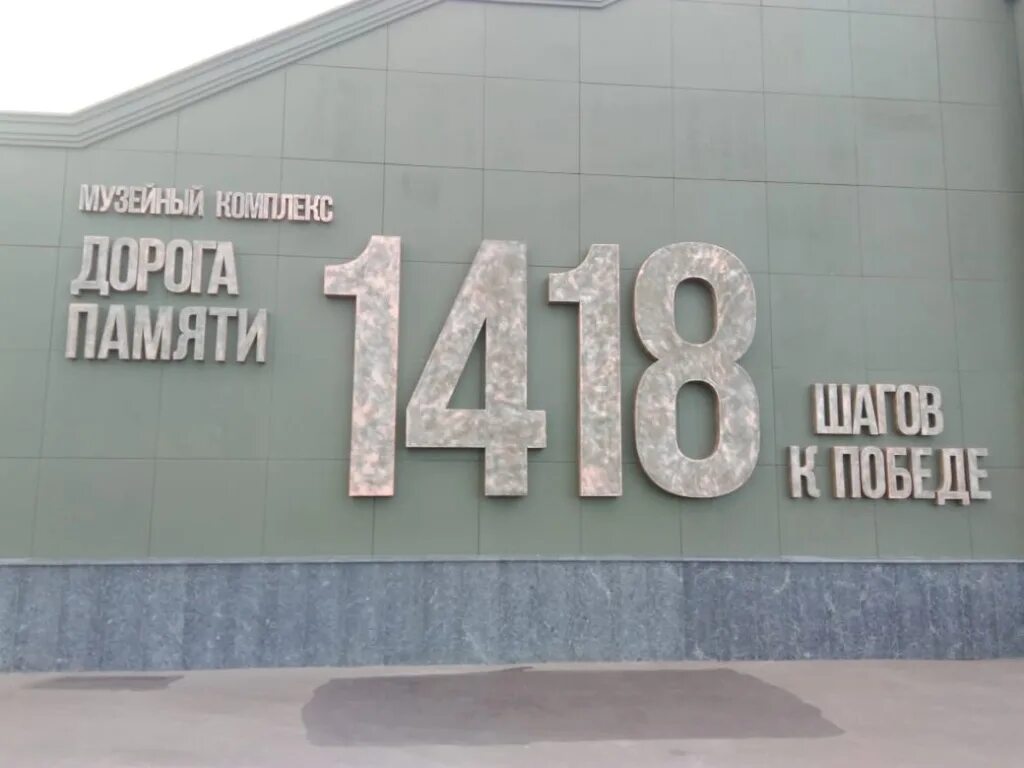 МУЗЕЙНЫЙ КОМПЛЕКС
ДОРОГА
ПАМЯТИ
1418
ШАГОВ
К ПОБЕДЕ